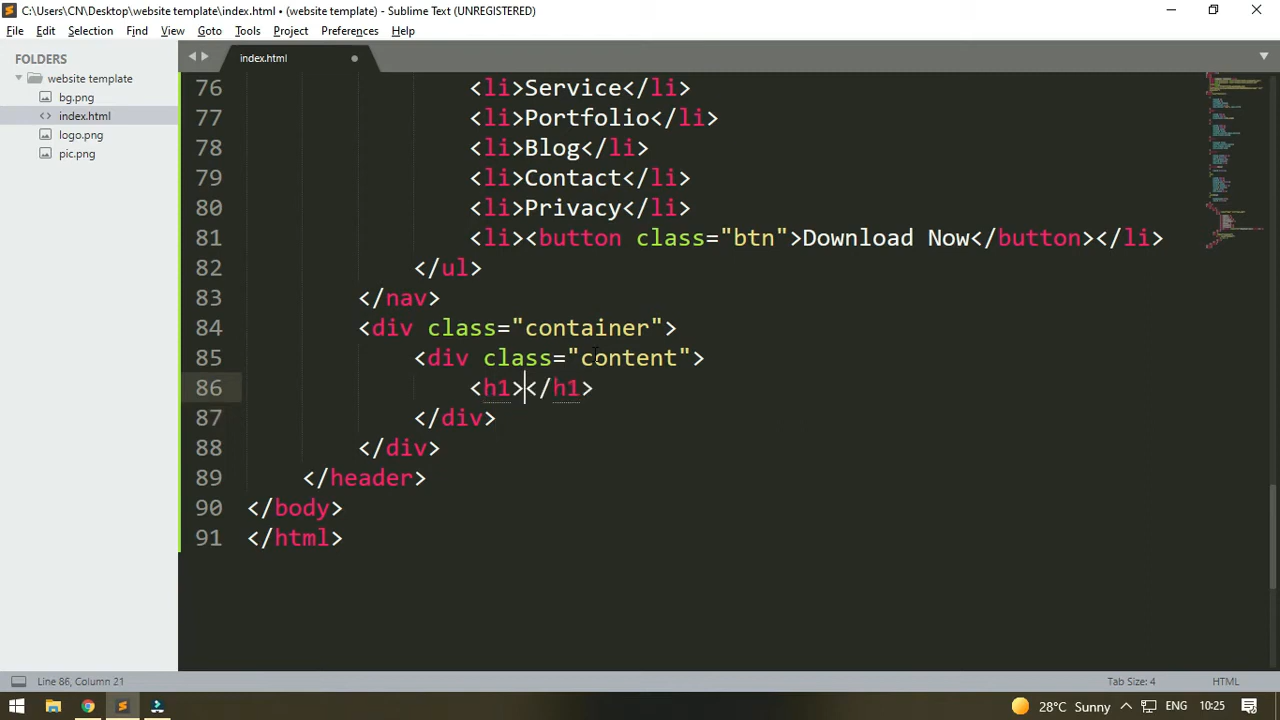 C:\Users\CN\Desktop\website template\index.html • (website template) - Sublime Text (UNREGISTERED)
File Edit Selection Find View Goto Tools Project Preferences Help
FOLDERS
website template
bg.png
index.html
logo.png
pic.png
index.html
76 <li>Service</li>
77 <li>Portfolio</li>
78 <li>Blog</li>
79 <li>Contact</li>
80 <li>Privacy</li>
81 <li><button class="btn">Download Now</button></li>
82 </ul>
83 </nav>
84 <div class="container">
85 <div class="content">
86 <h1></h1>
87 </div>
88 </div>
89 </header>
90 </body>
91 </html>
Line 86, Column 21
Tab Size: 4
HTML
28°C Sunny
ENG
10:25